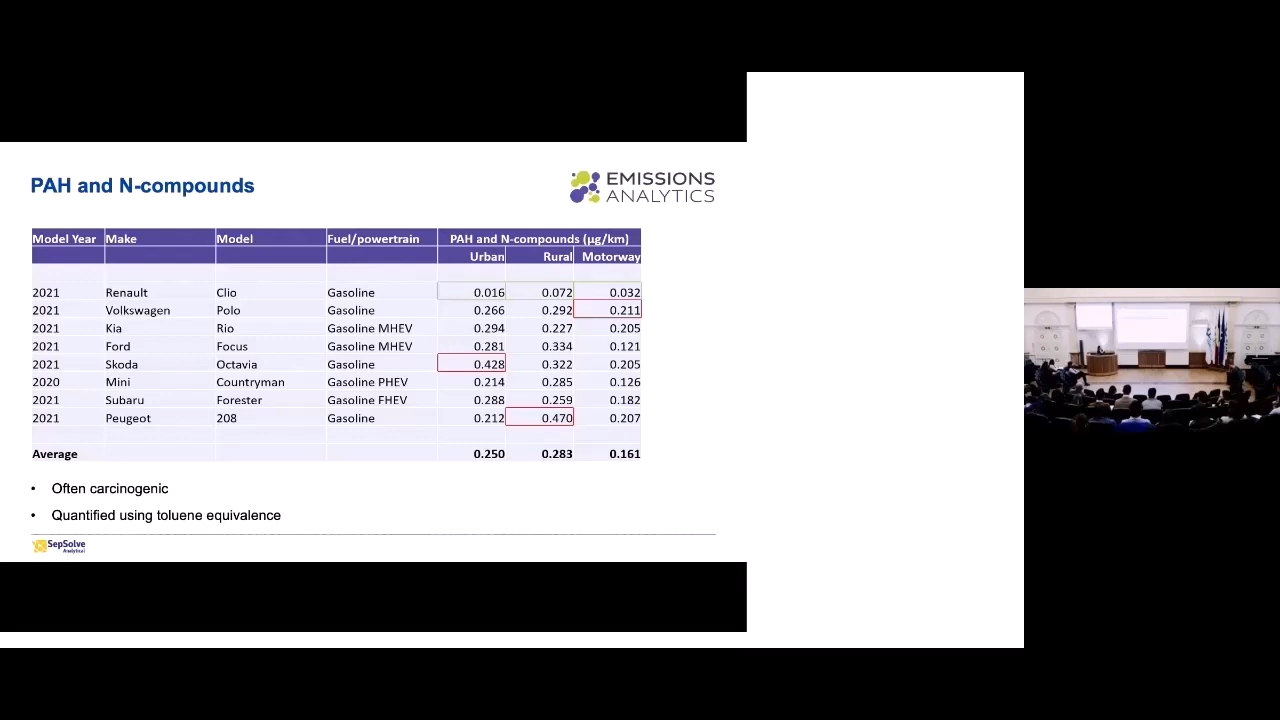 PAH and N-compounds
EMISSIONS
ANALYTICS
Model Year Make Model Fuel/powertrain PAH and N-compounds (µg/km)
Urban Rural Motorway
2021 Renault Clio Gasoline 0.016 0.072 0.032
2021 Volkswagen Polo Gasoline 0.266 0.292 0.211
2021 Kia Rio Gasoline MHEV 0.294 0.227 0.205
2021 Ford Focus Gasoline MHEV 0.281 0.334 0.121
2021 Skoda Octavia Gasoline 0.428 0.322 0.205
2020 Mini Countryman Gasoline PHEV 0.214 0.285 0.126
2021 Subaru Forester Gasoline FHEV 0.288 0.259 0.182
2021 Peugeot 208 Gasoline 0.212 0.470 0.207
Average 0.250 0.283 0.161
• Often carcinogenic
• Quantified using toluene equivalence
SepSolve
Analytical